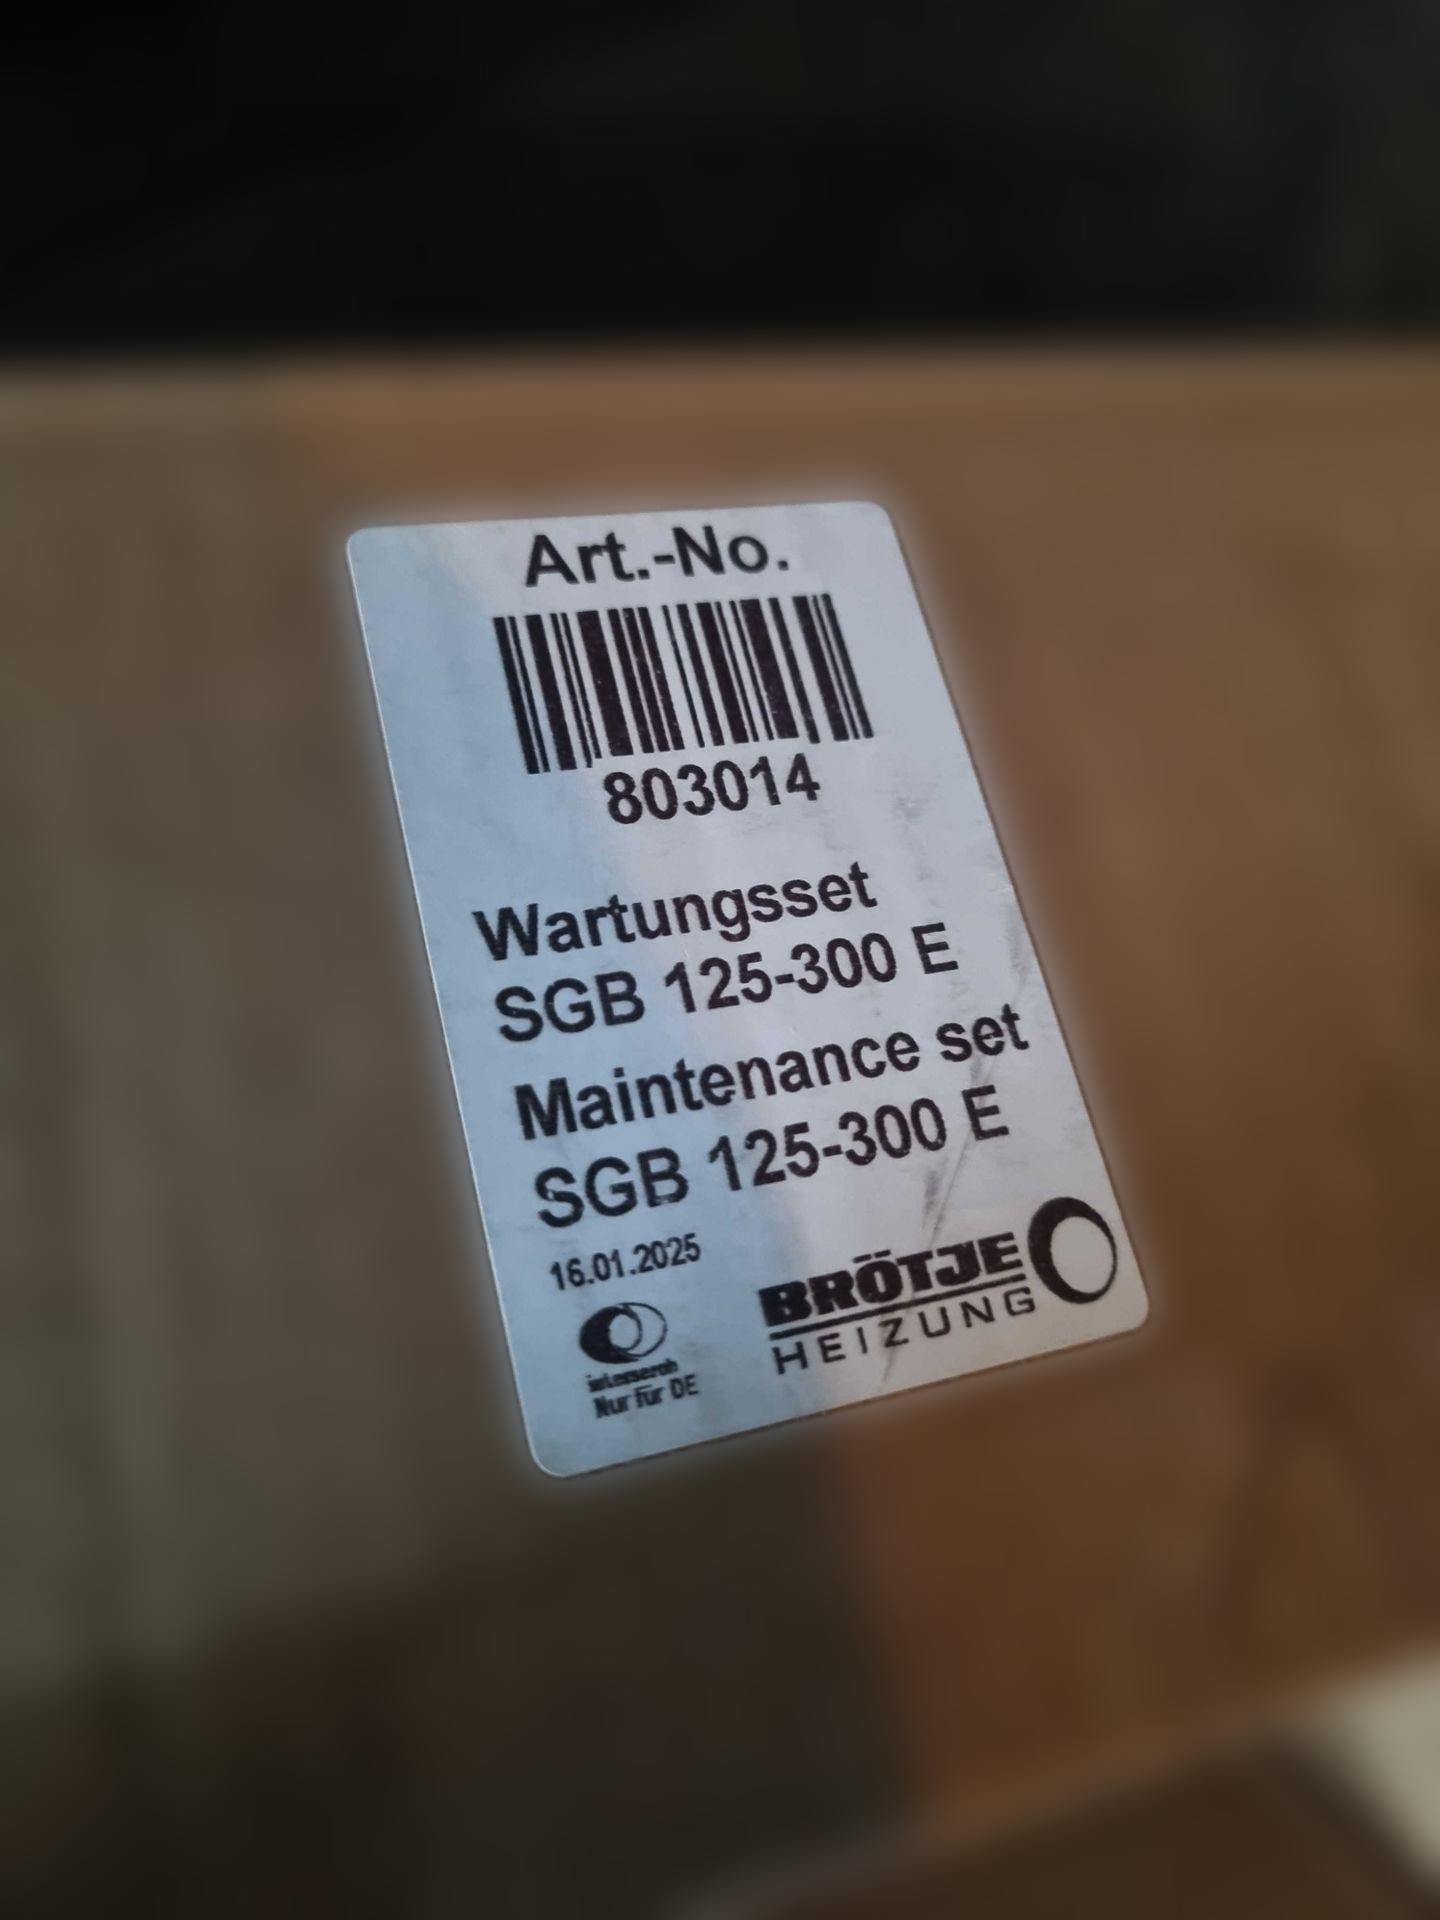 Art.-No.
803014
Wartungsset
SGB 125-300 E
Maintenance set
SGB 125-300 E
16.01.2025
BRÖTJE
HEIZUNG
interseroh
Nur für DE